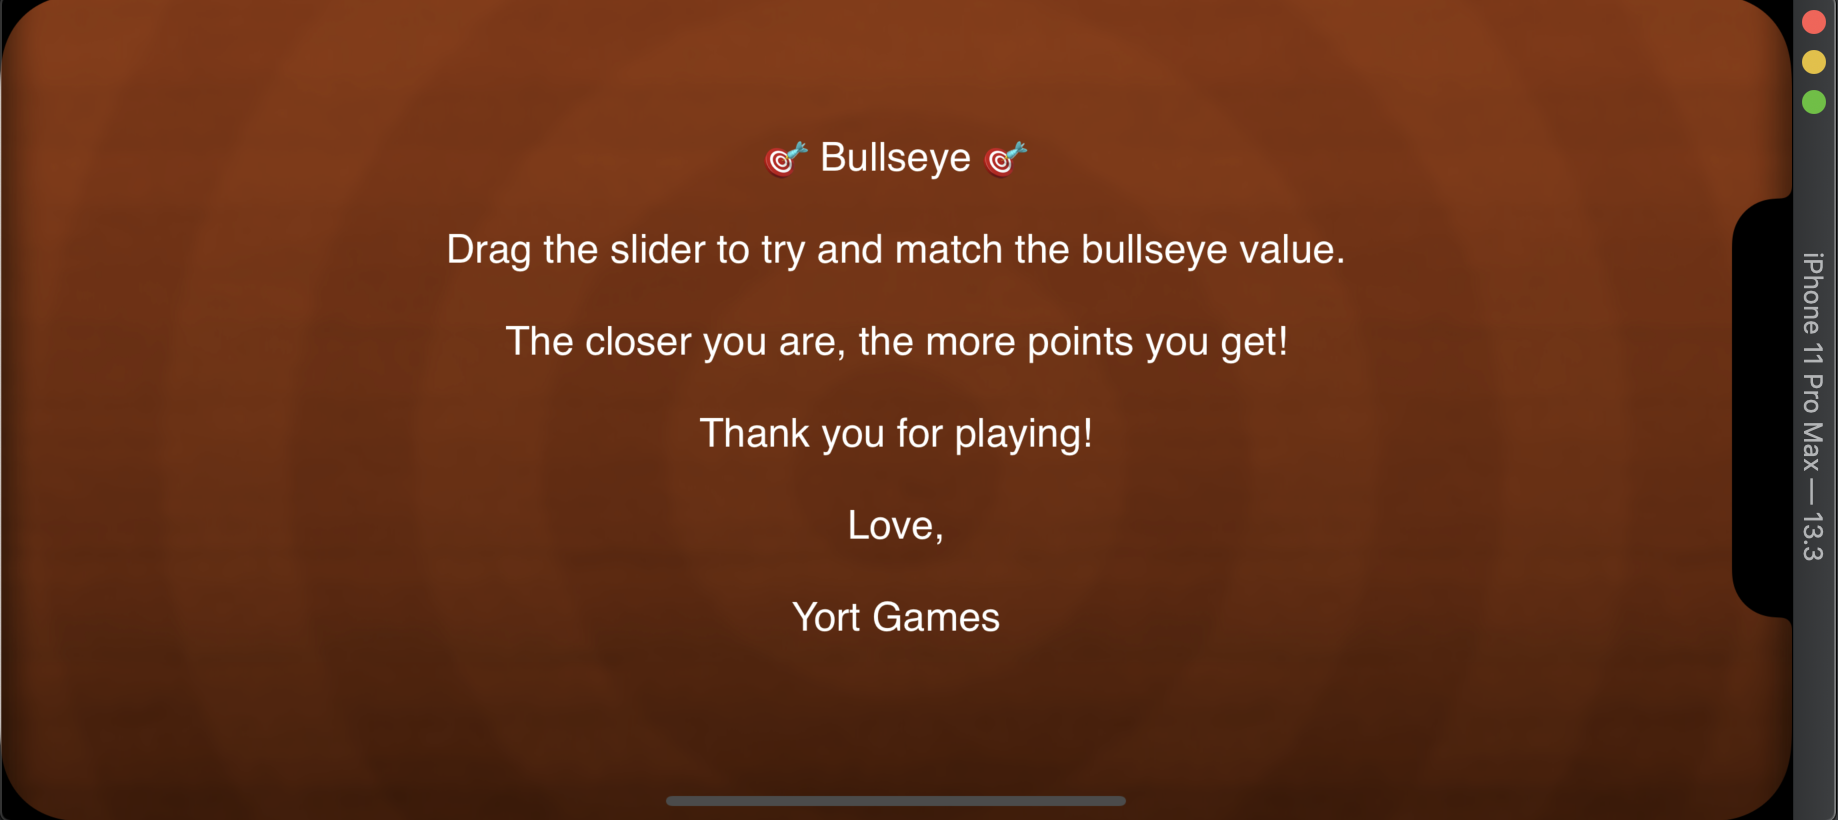 🎯 Bullseye 🎯
Drag the slider to try and match the bullseye value.
The closer you are, the more points you get!
Thank you for playing!
Love,
Yort Games
iPhone 11 Pro Max — 13.3